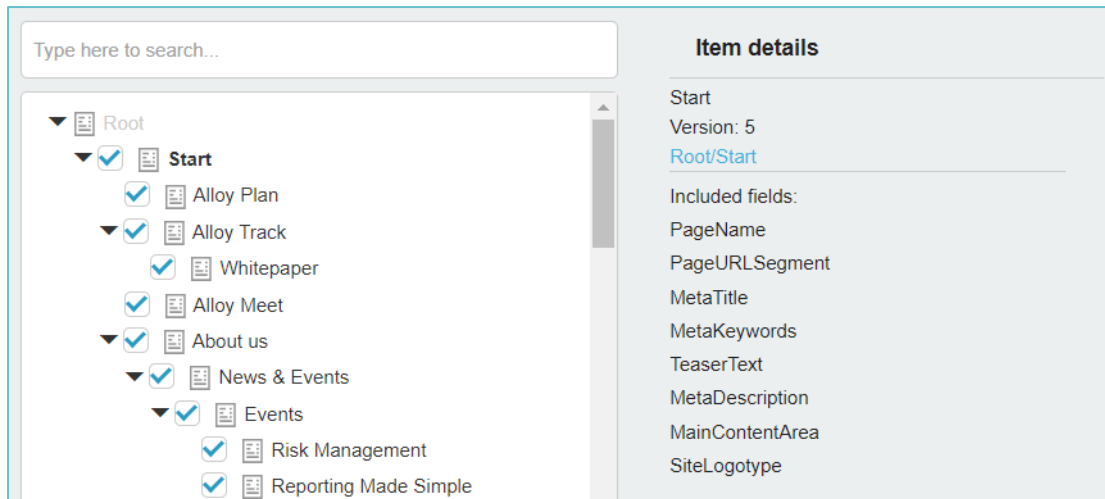 Type here to search...
Root
Start
Alloy Plan
Alloy Track
Whitepaper
Alloy Meet
About us
News & Events
Events
Risk Management
Reporting Made Simple
Item details
Start
Version: 5
Root/Start
Included fields:
PageName
PageURLSegment
MetaTitle
MetaKeywords
TeaserText
MetaDescription
MainContentArea
SiteLogotype